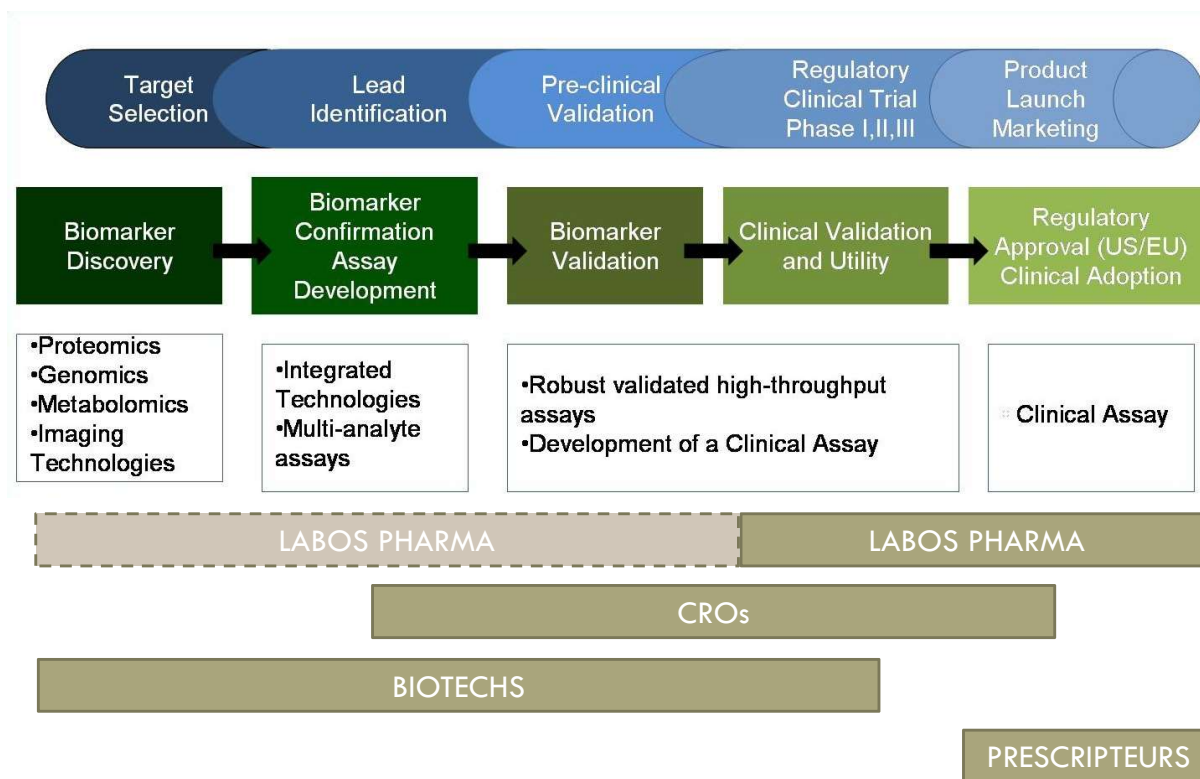 Target
Selection
Lead
Identification
Pre-clinical
Validation
Regulatory
Clinical Trial
Phase I,II,III
Product
Launch
Marketing
Biomarker
Discovery
Biomarker
Confirmation
Assay
Development
Biomarker
Validation
Clinical Validation
and Utility
Regulatory
Approval (US/EU)
Clinical Adoption
•Proteomics
•Genomics
•Metabolomics
•Imaging
Technologies
•Integrated
Technologies
•Multi-analyte
assays
•Robust validated high-throughput
assays
•Development of a Clinical Assay
Clinical Assay
LABOS PHARMA
LABOS PHARMA
CROs
BIOTECHS
PRESCRIPTEURS